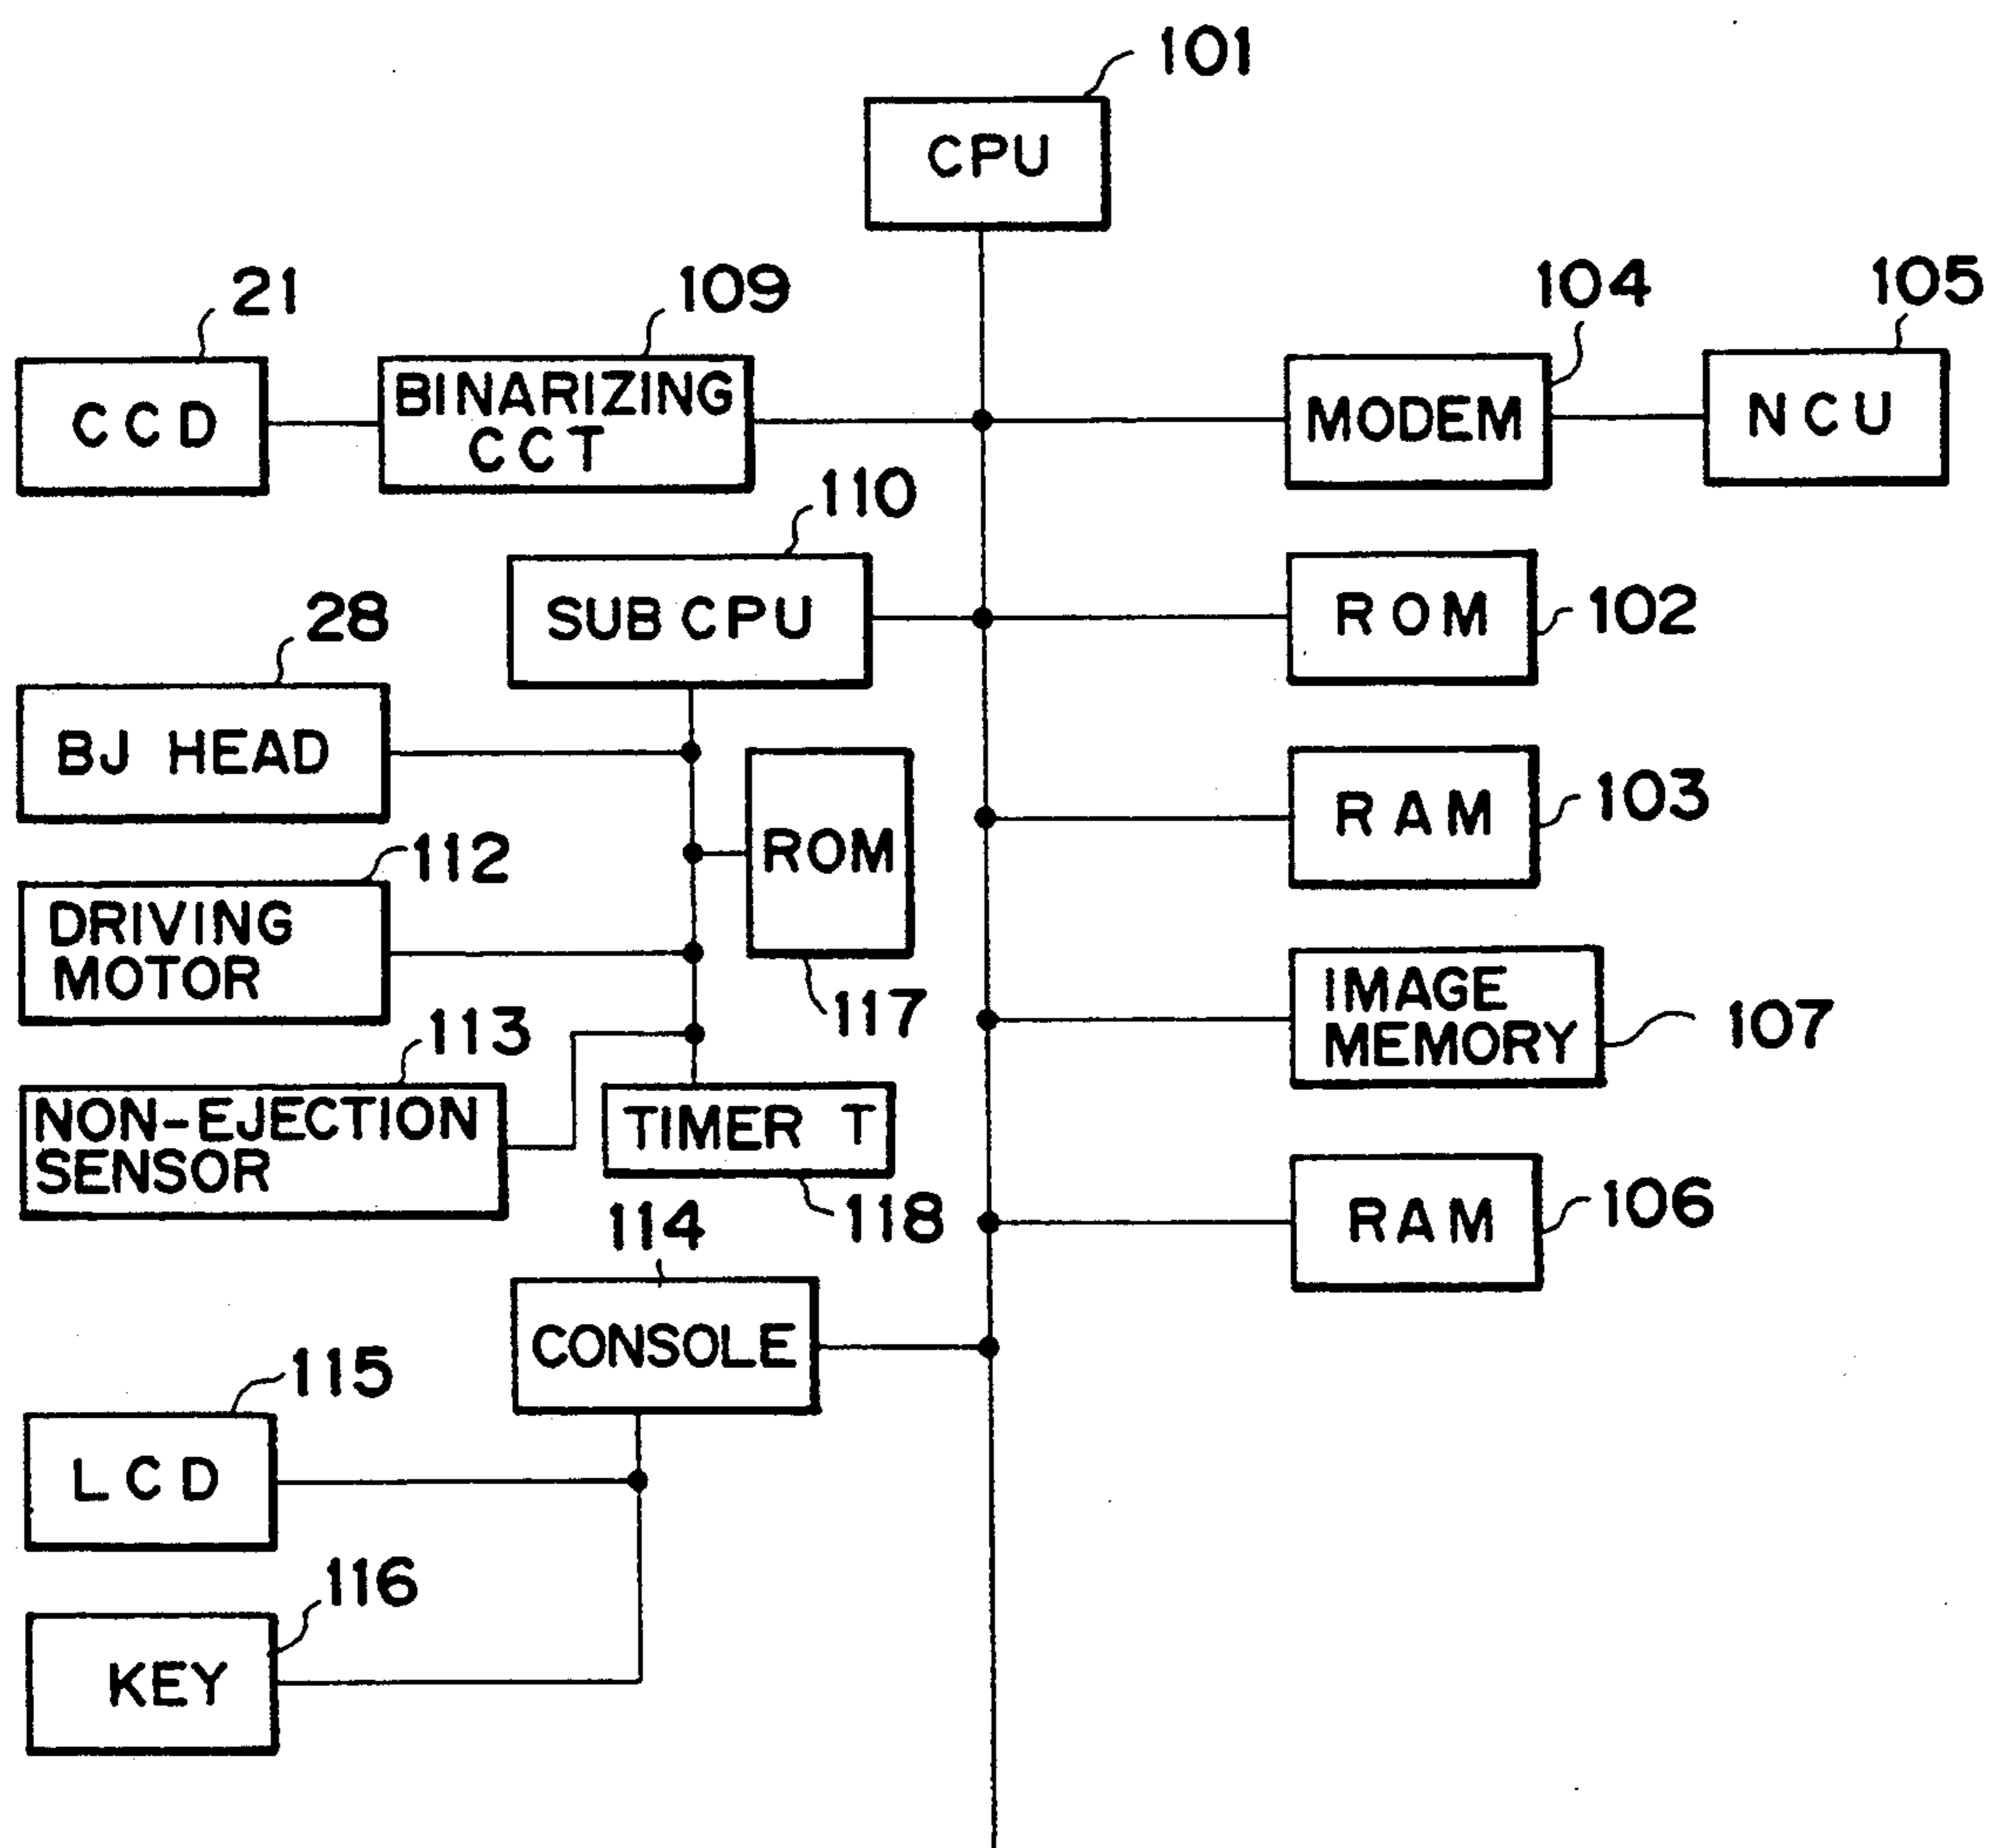 101
CPU
21
109
104
105
CCD
BINARIZING
CCT
MODEM
NCU
110
SUB CPU
ROM
102
28
BJ HEAD
ROM
117
RAM
103
112
DRIVING
MOTOR
IMAGE
MEMORY
107
113
NON-EJECTION
SENSOR
TIMER T
118
RAM
106
114
CONSOLE
115
LCD
116
KEY